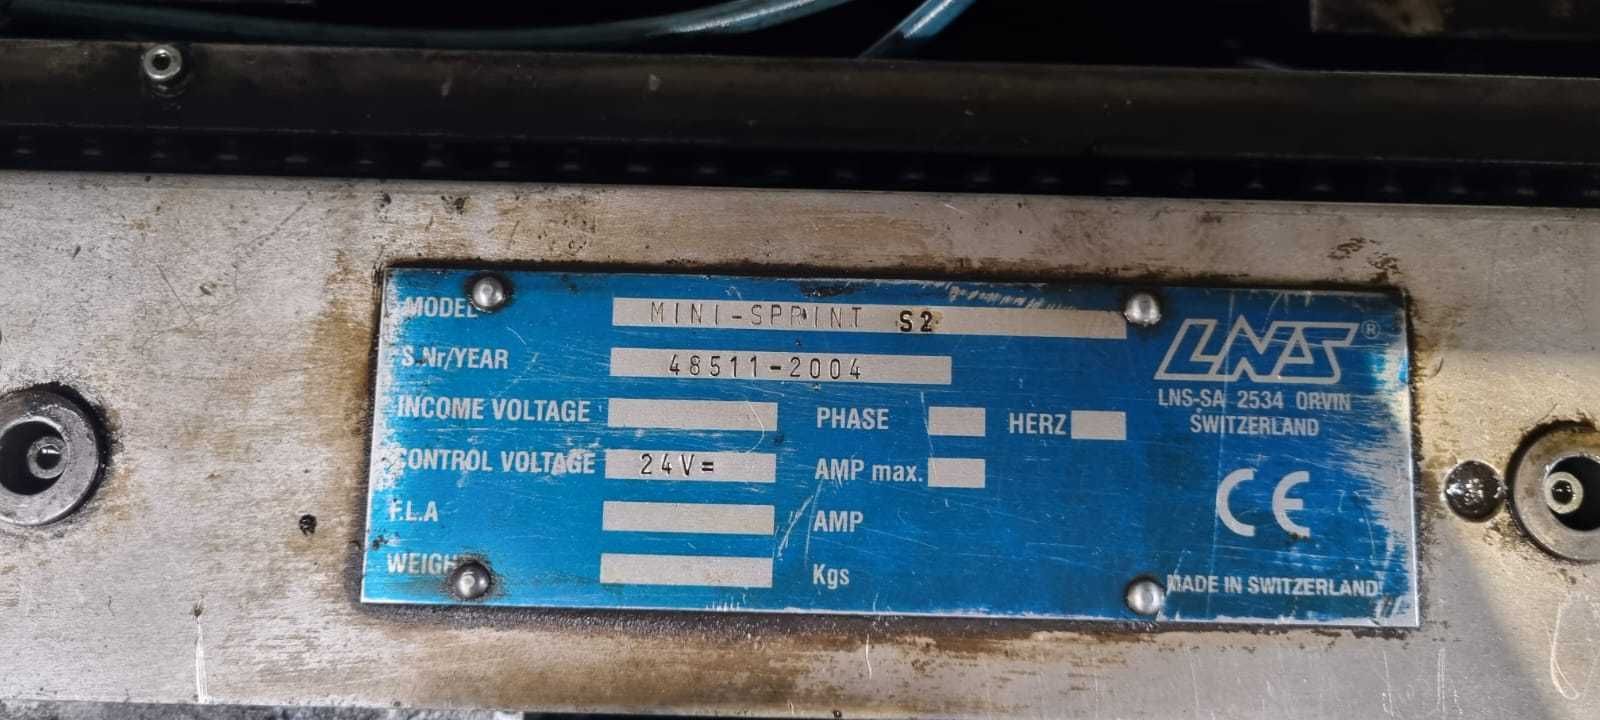 MODEL MINI-SPRINT S2
S.Nr/YEAR 48511-2004
INCOME VOLTAGE PHASE HERZ
CONTROL VOLTAGE 24V= AMP max.
F.L.A AMP
WEIGH Kgs
LNS®
LNS-SA 2534 ORVIN
SWITZERLAND
CE
MADE IN SWITZERLAND